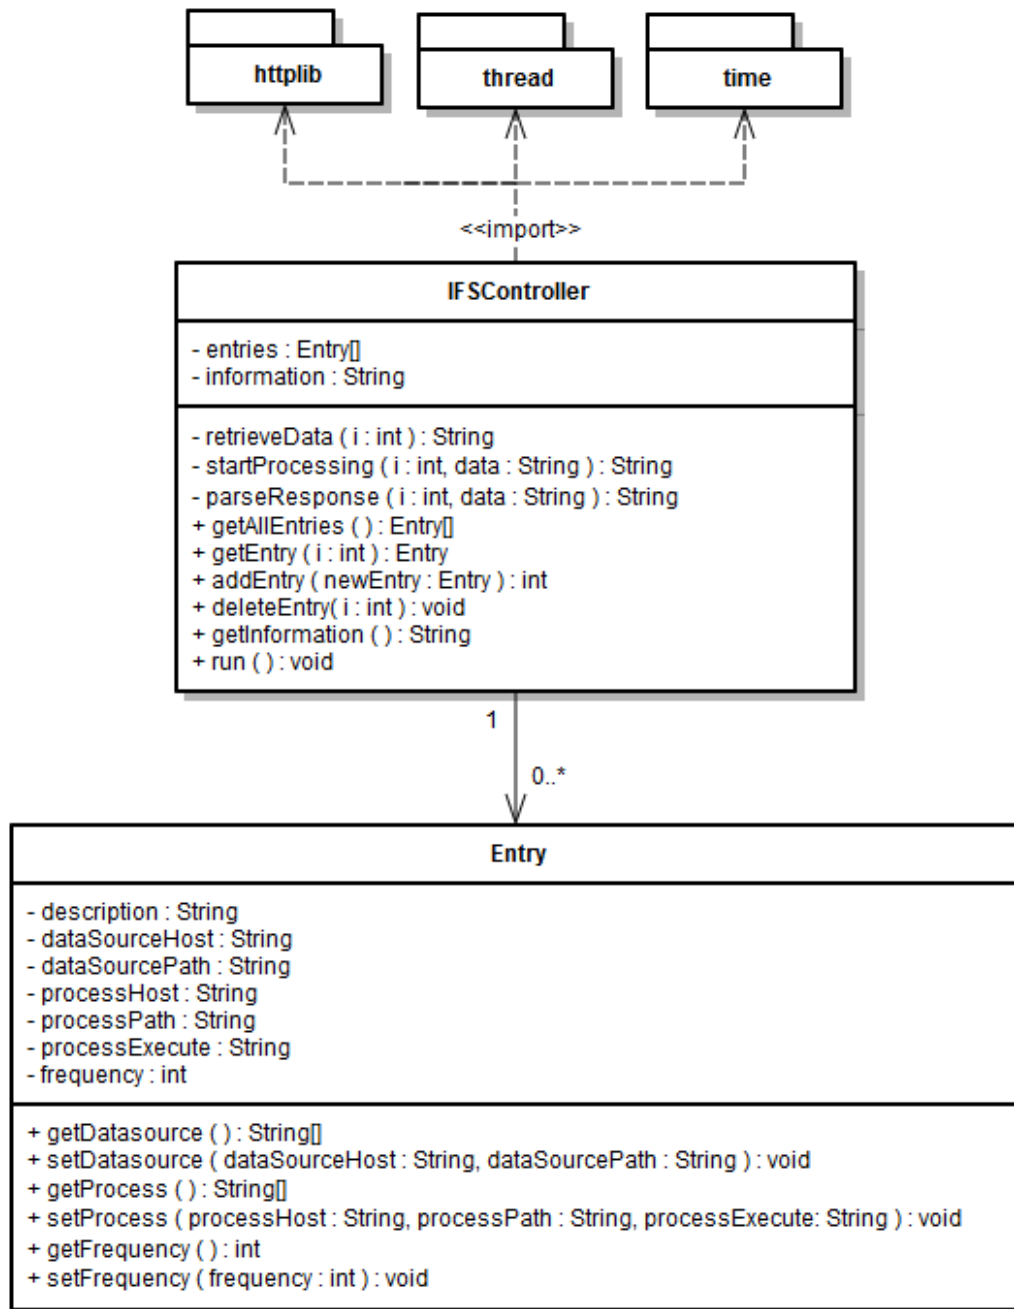 httplib
thread
time
<<import>>
IFSController
- entries : Entry[]
- information : String
- retrieveData ( i : int ) : String
- startProcessing ( i : int, data : String ) : String
- parseResponse ( i : int, data : String ) : String
+ getAllEntries ( ) : Entry[]
+ getEntry ( i : int ) : Entry
+ addEntry ( newEntry : Entry ) : int
+ deleteEntry( i : int ) : void
+ getInformation ( ) : String
+ run ( ) : void
1
0..*
Entry
- description : String
- dataSourceHost : String
- dataSourcePath : String
- processHost : String
- processPath : String
- processExecute : String
- frequency : int
+ getDatasource ( ) : String[]
+ setDatasource ( dataSourceHost : String, dataSourcePath : String ) : void
+ getProcess ( ) : String[]
+ setProcess ( processHost : String, processPath : String, processExecute: String ) : void
+ getFrequency ( ) : int
+ setFrequency ( frequency : int ) : void